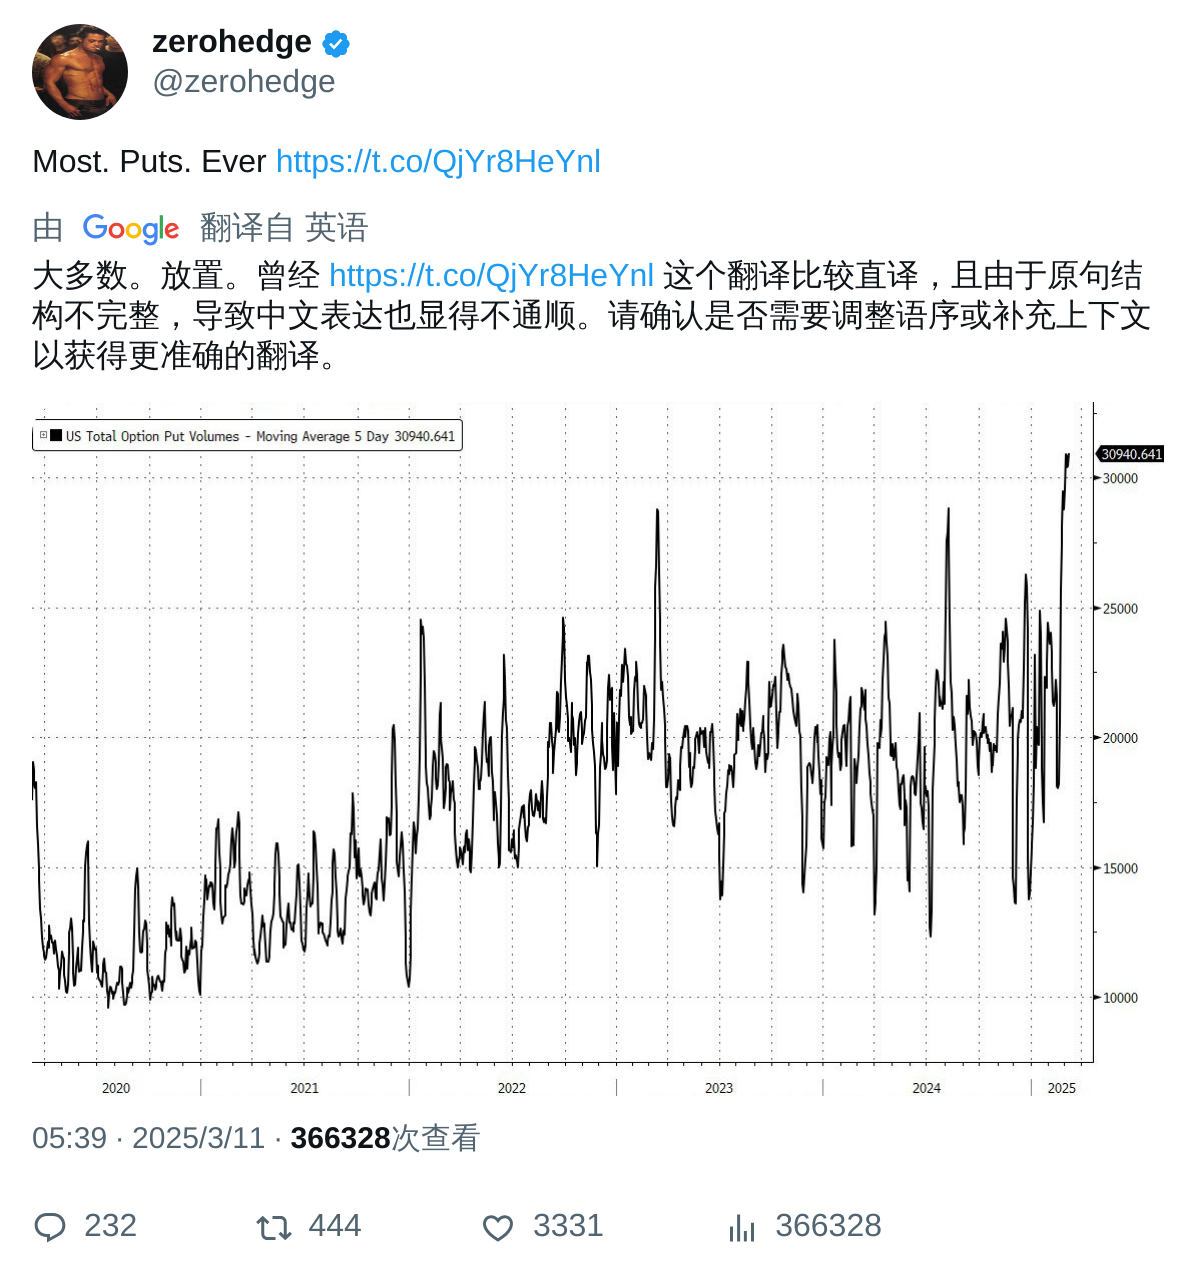 zerohedge
@zerohedge
Most. Puts. Ever https://t.co/QjYr8HeYnl
由 Google 翻译自 英语
大多数。放置。曾经 https://t.co/QjYr8HeYnl 这个翻译比较直译，且由于原句结
构不完整，导致中文表达也显得不通顺。请确认是否需要调整语序或补充上下文
以获得更准确的翻译。
US Total Option Put Volumes - Moving Average 5 Day 30940.641
30940.641
30000
25000
20000
15000
10000
2020 2021 2022 2023 2024 2025
05:39 · 2025/3/11 · 366328次查看
232 444 3331 366328